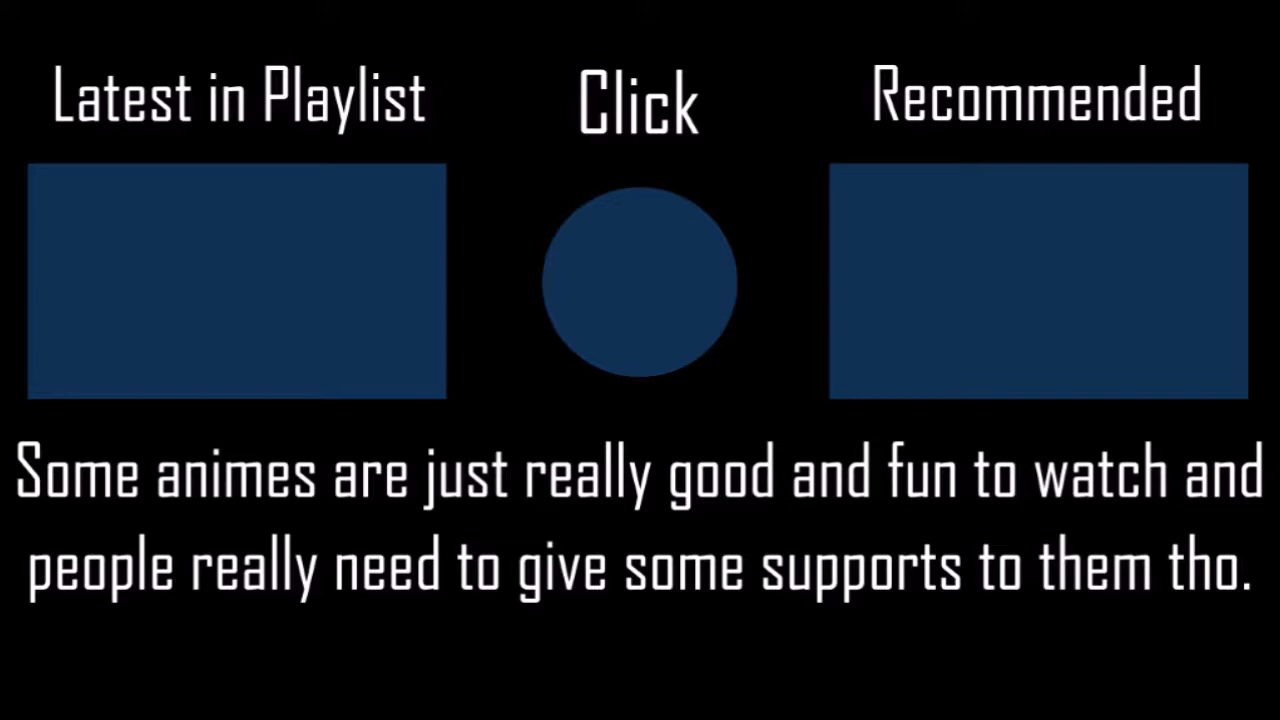 Latest in Playlist
Click
Recommended
Some animes are just really good and fun to watch and
people really need to give some supports to them tho.